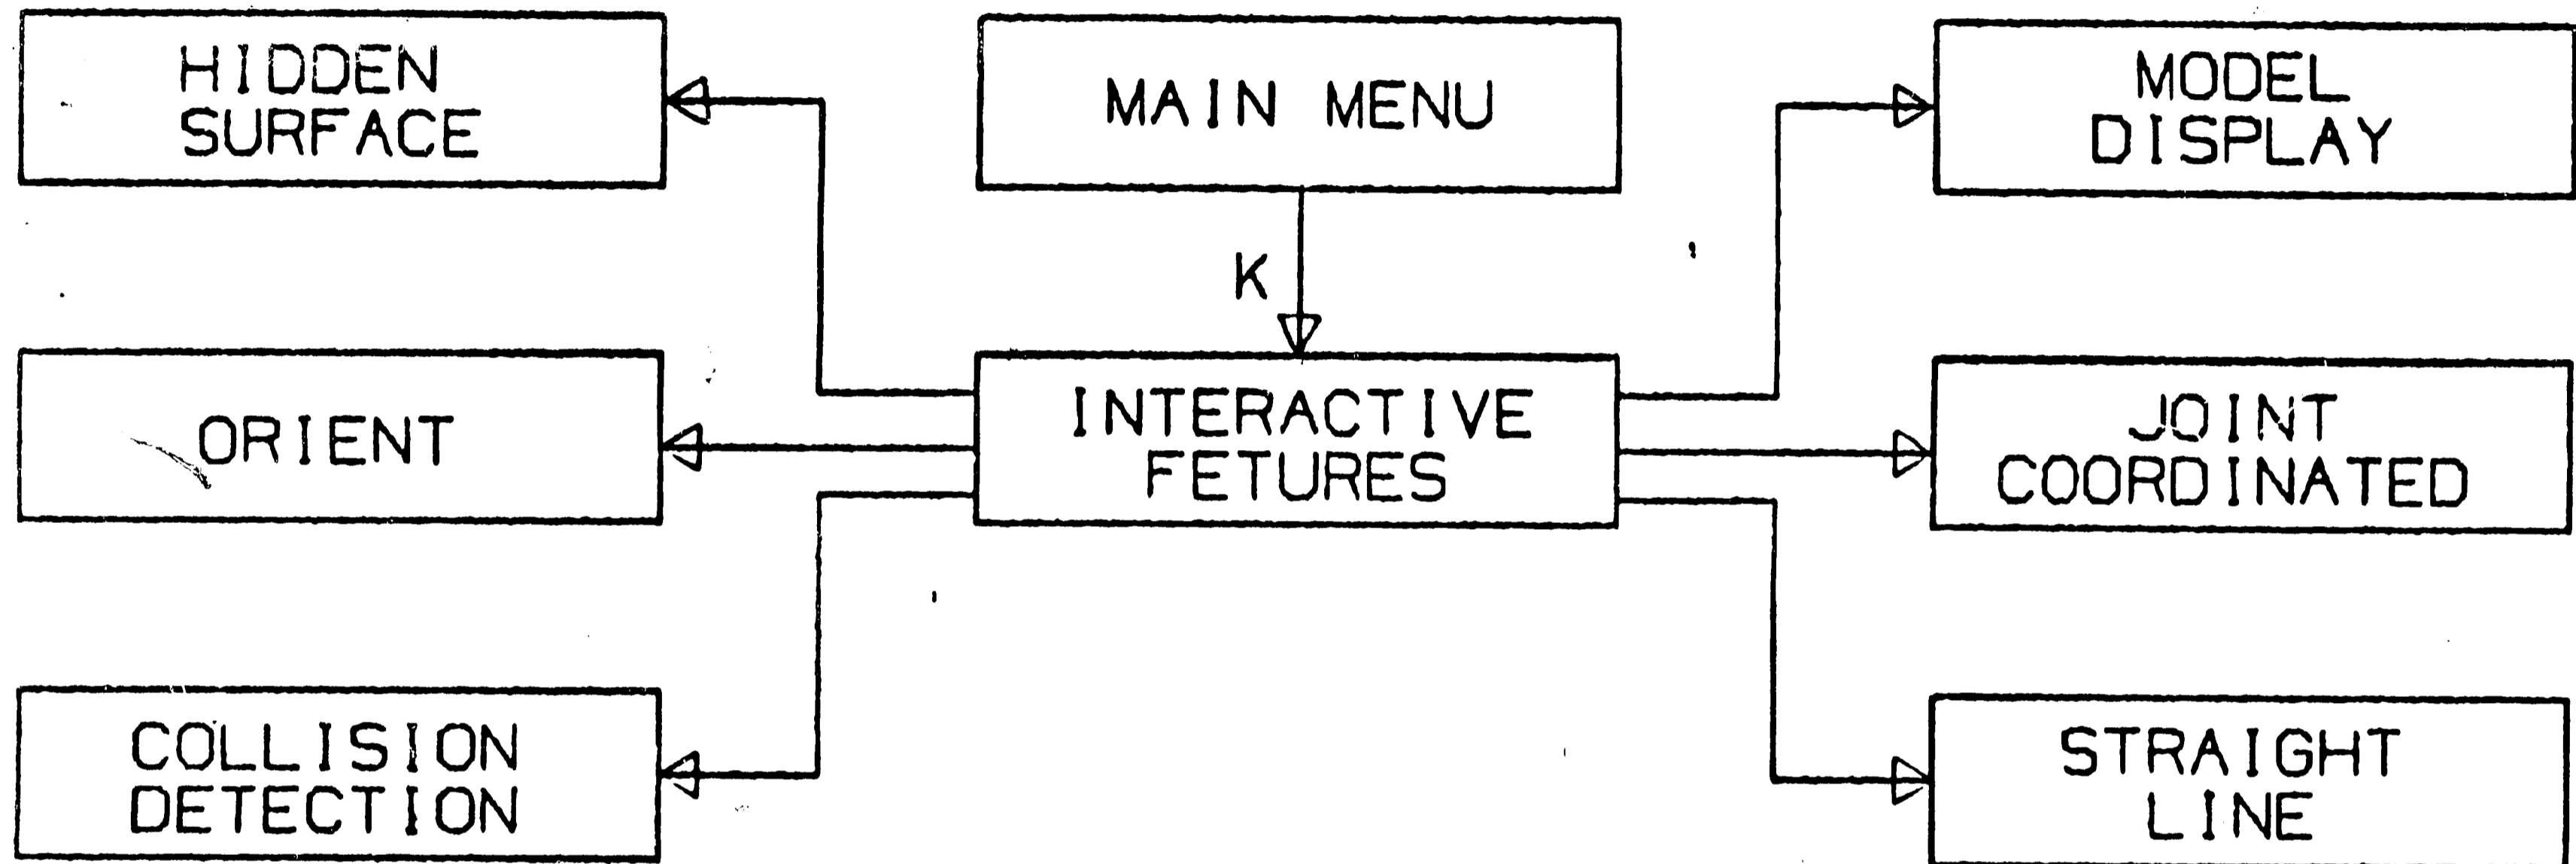 HIDDEN
SURFACE
MAIN MENU
MODEL
DISPLAY
K
ORIENT
INTERACTIVE
FETURES
JOINT
COORDINATED
COLLISION
DETECTION
STRAIGHT
LINE